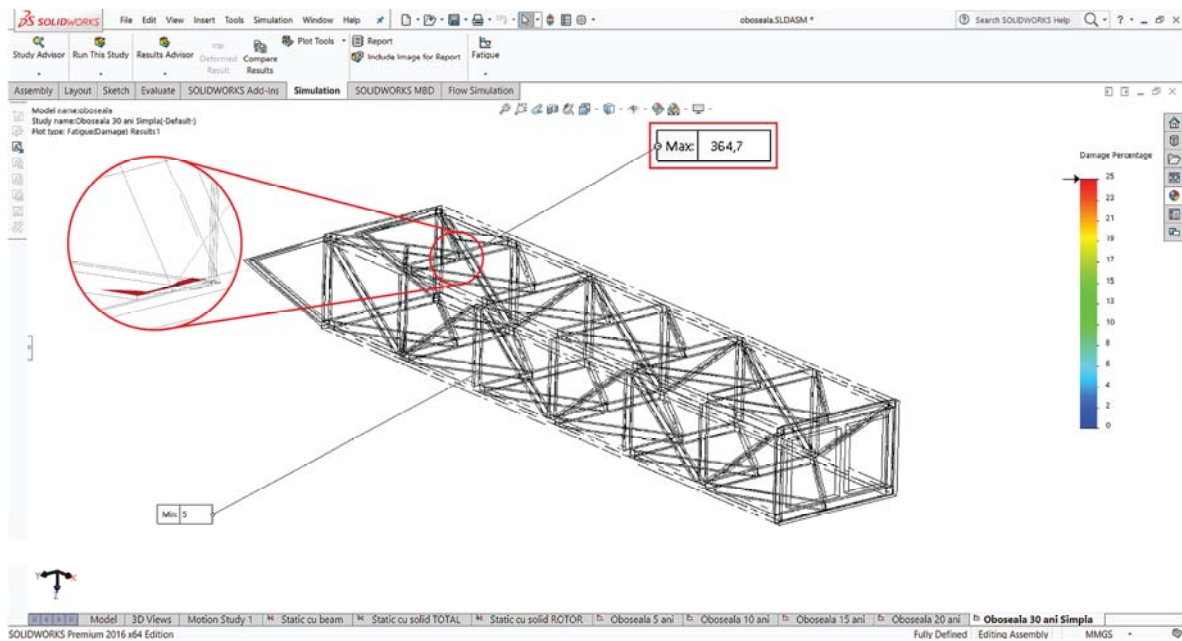 SOLIDWORKS File Edit View Insert Tools Simulation Window Help oboseala.SLDASM * Search SOLIDWORKS Help
Study Advisor Run This Study Results Advisor Deformed Result Compare Results Plot Tools Report Include Image for Report Fatigue
Assembly Layout Sketch Evaluate SOLIDWORKS Add-Ins Simulation SOLIDWORKS MBD Flow Simulation
Model name:oboseala
Study name:Oboseala 30 ani Simpla(-Default-)
Plot type: Fatigue(Damage) Results1
Max: 364,7
Damage Percentage
25
23
21
19
17
15
13
10
8
6
4
2
0
Min: 5
Y X
Z
Model 3D Views Motion Study 1 Static cu beam Static cu solid TOTAL Static cu solid ROTOR Oboseala 5 ani Oboseala 10 ani Oboseala 15 ani Oboseala 20 ani Oboseala 30 ani Simpla
SOLIDWORKS Premium 2016 x64 Edition Fully Defined Editing Assembly MMGS